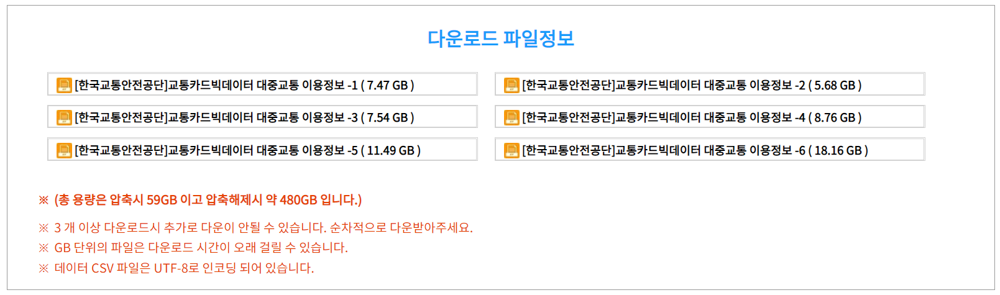 다운로드 파일정보
[한국교통안전공단]교통카드빅데이터 대중교통 이용정보 -1 ( 7.47 GB )
[한국교통안전공단]교통카드빅데이터 대중교통 이용정보 -2 ( 5.68 GB )
[한국교통안전공단]교통카드빅데이터 대중교통 이용정보 -3 ( 7.54 GB )
[한국교통안전공단]교통카드빅데이터 대중교통 이용정보 -4 ( 8.76 GB )
[한국교통안전공단]교통카드빅데이터 대중교통 이용정보 -5 ( 11.49 GB )
[한국교통안전공단]교통카드빅데이터 대중교통 이용정보 -6 ( 18.16 GB )
※ (총 용량은 압축시 59GB 이고 압축해제시 약 480GB 입니다.)
※ 3 개 이상 다운로드시 추가로 다운이 안될 수 있습니다. 순차적으로 다운받아주세요.
※ GB 단위의 파일은 다운로드 시간이 오래 걸릴 수 있습니다.
※ 데이터 CSV 파일은 UTF-8로 인코딩 되어 있습니다.